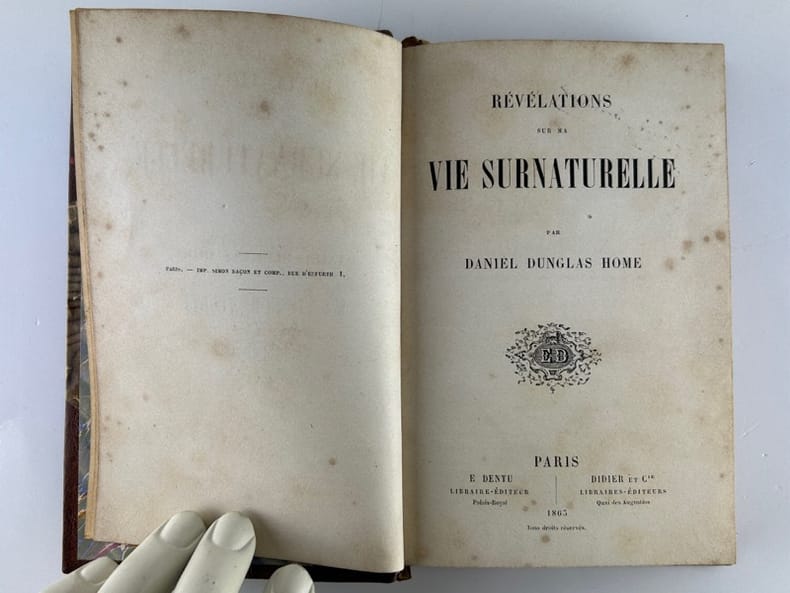 Paris. — IMP. SIMON RAÇON ET COMP., RUE D'ERFURTH 1,
RÉVÉLATIONS
SUR MA
VIE SURNATURELLE
PAR
DANIEL DUNGLAS HOME
ED
PARIS
E DENTU
LIBRAIRE-ÉDITEUR
Palais-Royal
DIDIER ET Cie
LIBRAIRES-ÉDITEURS
Quai des Augustins
1863
Tous droits réservés.